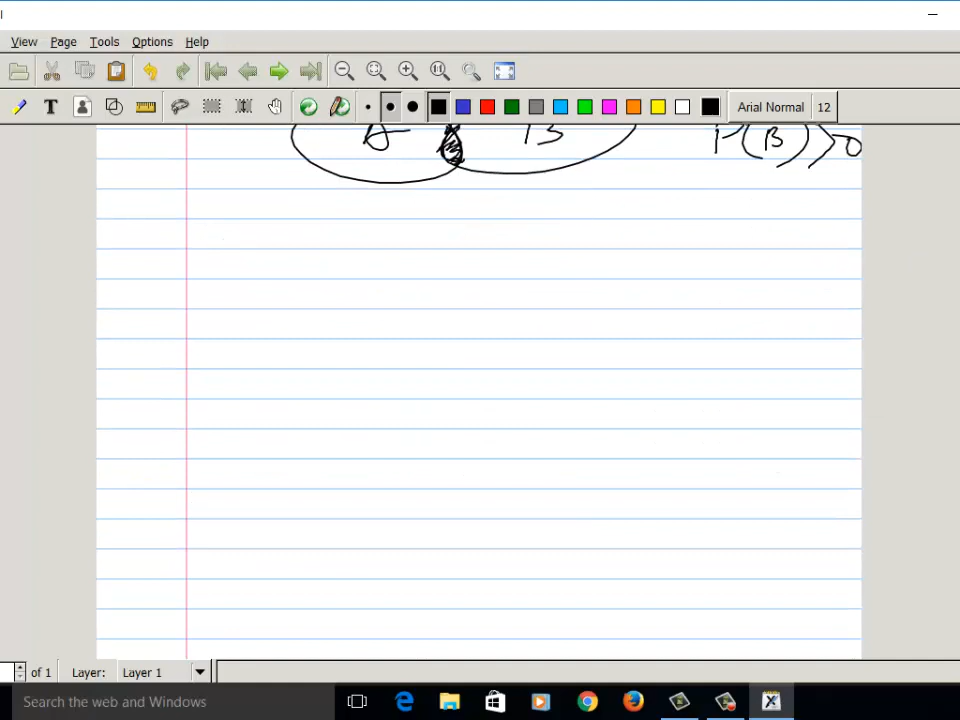 View Page Tools Options Help
T Arial Normal 12
A B P(B)>0
of 1 Layer: Layer 1
Search the web and Windows